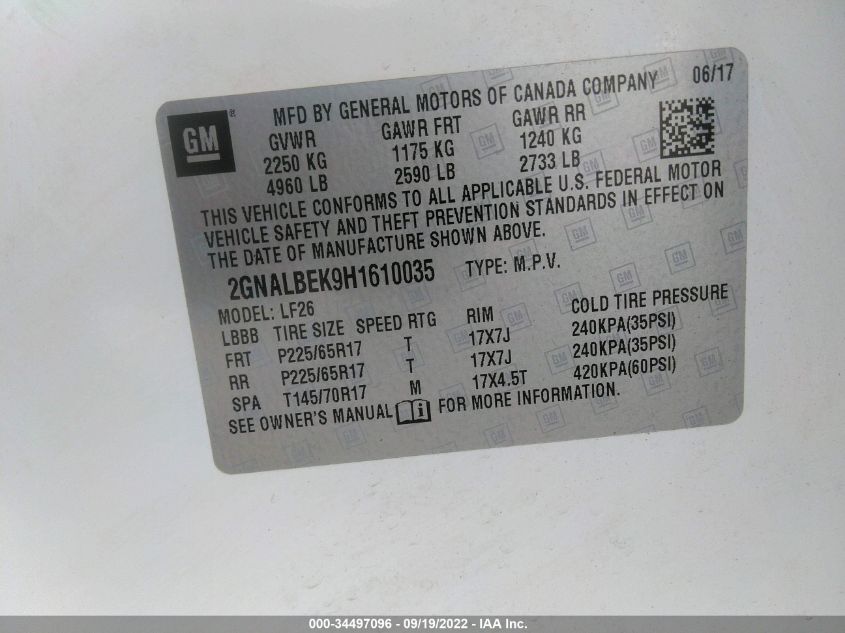 GM ®
MFD BY GENERAL MOTORS OF CANADA COMPANY 06/17
GVWR GAWR FRT GAWR RR
2250 KG 1175 KG 1240 KG
4960 LB 2590 LB 2733 LB
THIS VEHICLE CONFORMS TO ALL APPLICABLE U.S. FEDERAL MOTOR
VEHICLE SAFETY AND THEFT PREVENTION STANDARDS IN EFFECT ON
THE DATE OF MANUFACTURE SHOWN ABOVE.
2GNALBEK9H1610035 TYPE: M.P.V.
MODEL: LF26
LBBB TIRE SIZE SPEED RTG RIM COLD TIRE PRESSURE
FRT P225/65R17 T 17X7J 240KPA(35PSI)
RR P225/65R17 T 17X7J 240KPA(35PSI)
SPA T145/70R17 M 17X4.5T 420KPA(60PSI)
SEE OWNER'S MANUAL i FOR MORE INFORMATION.
000-34497096 - 09/19/2022 - IAA Inc.